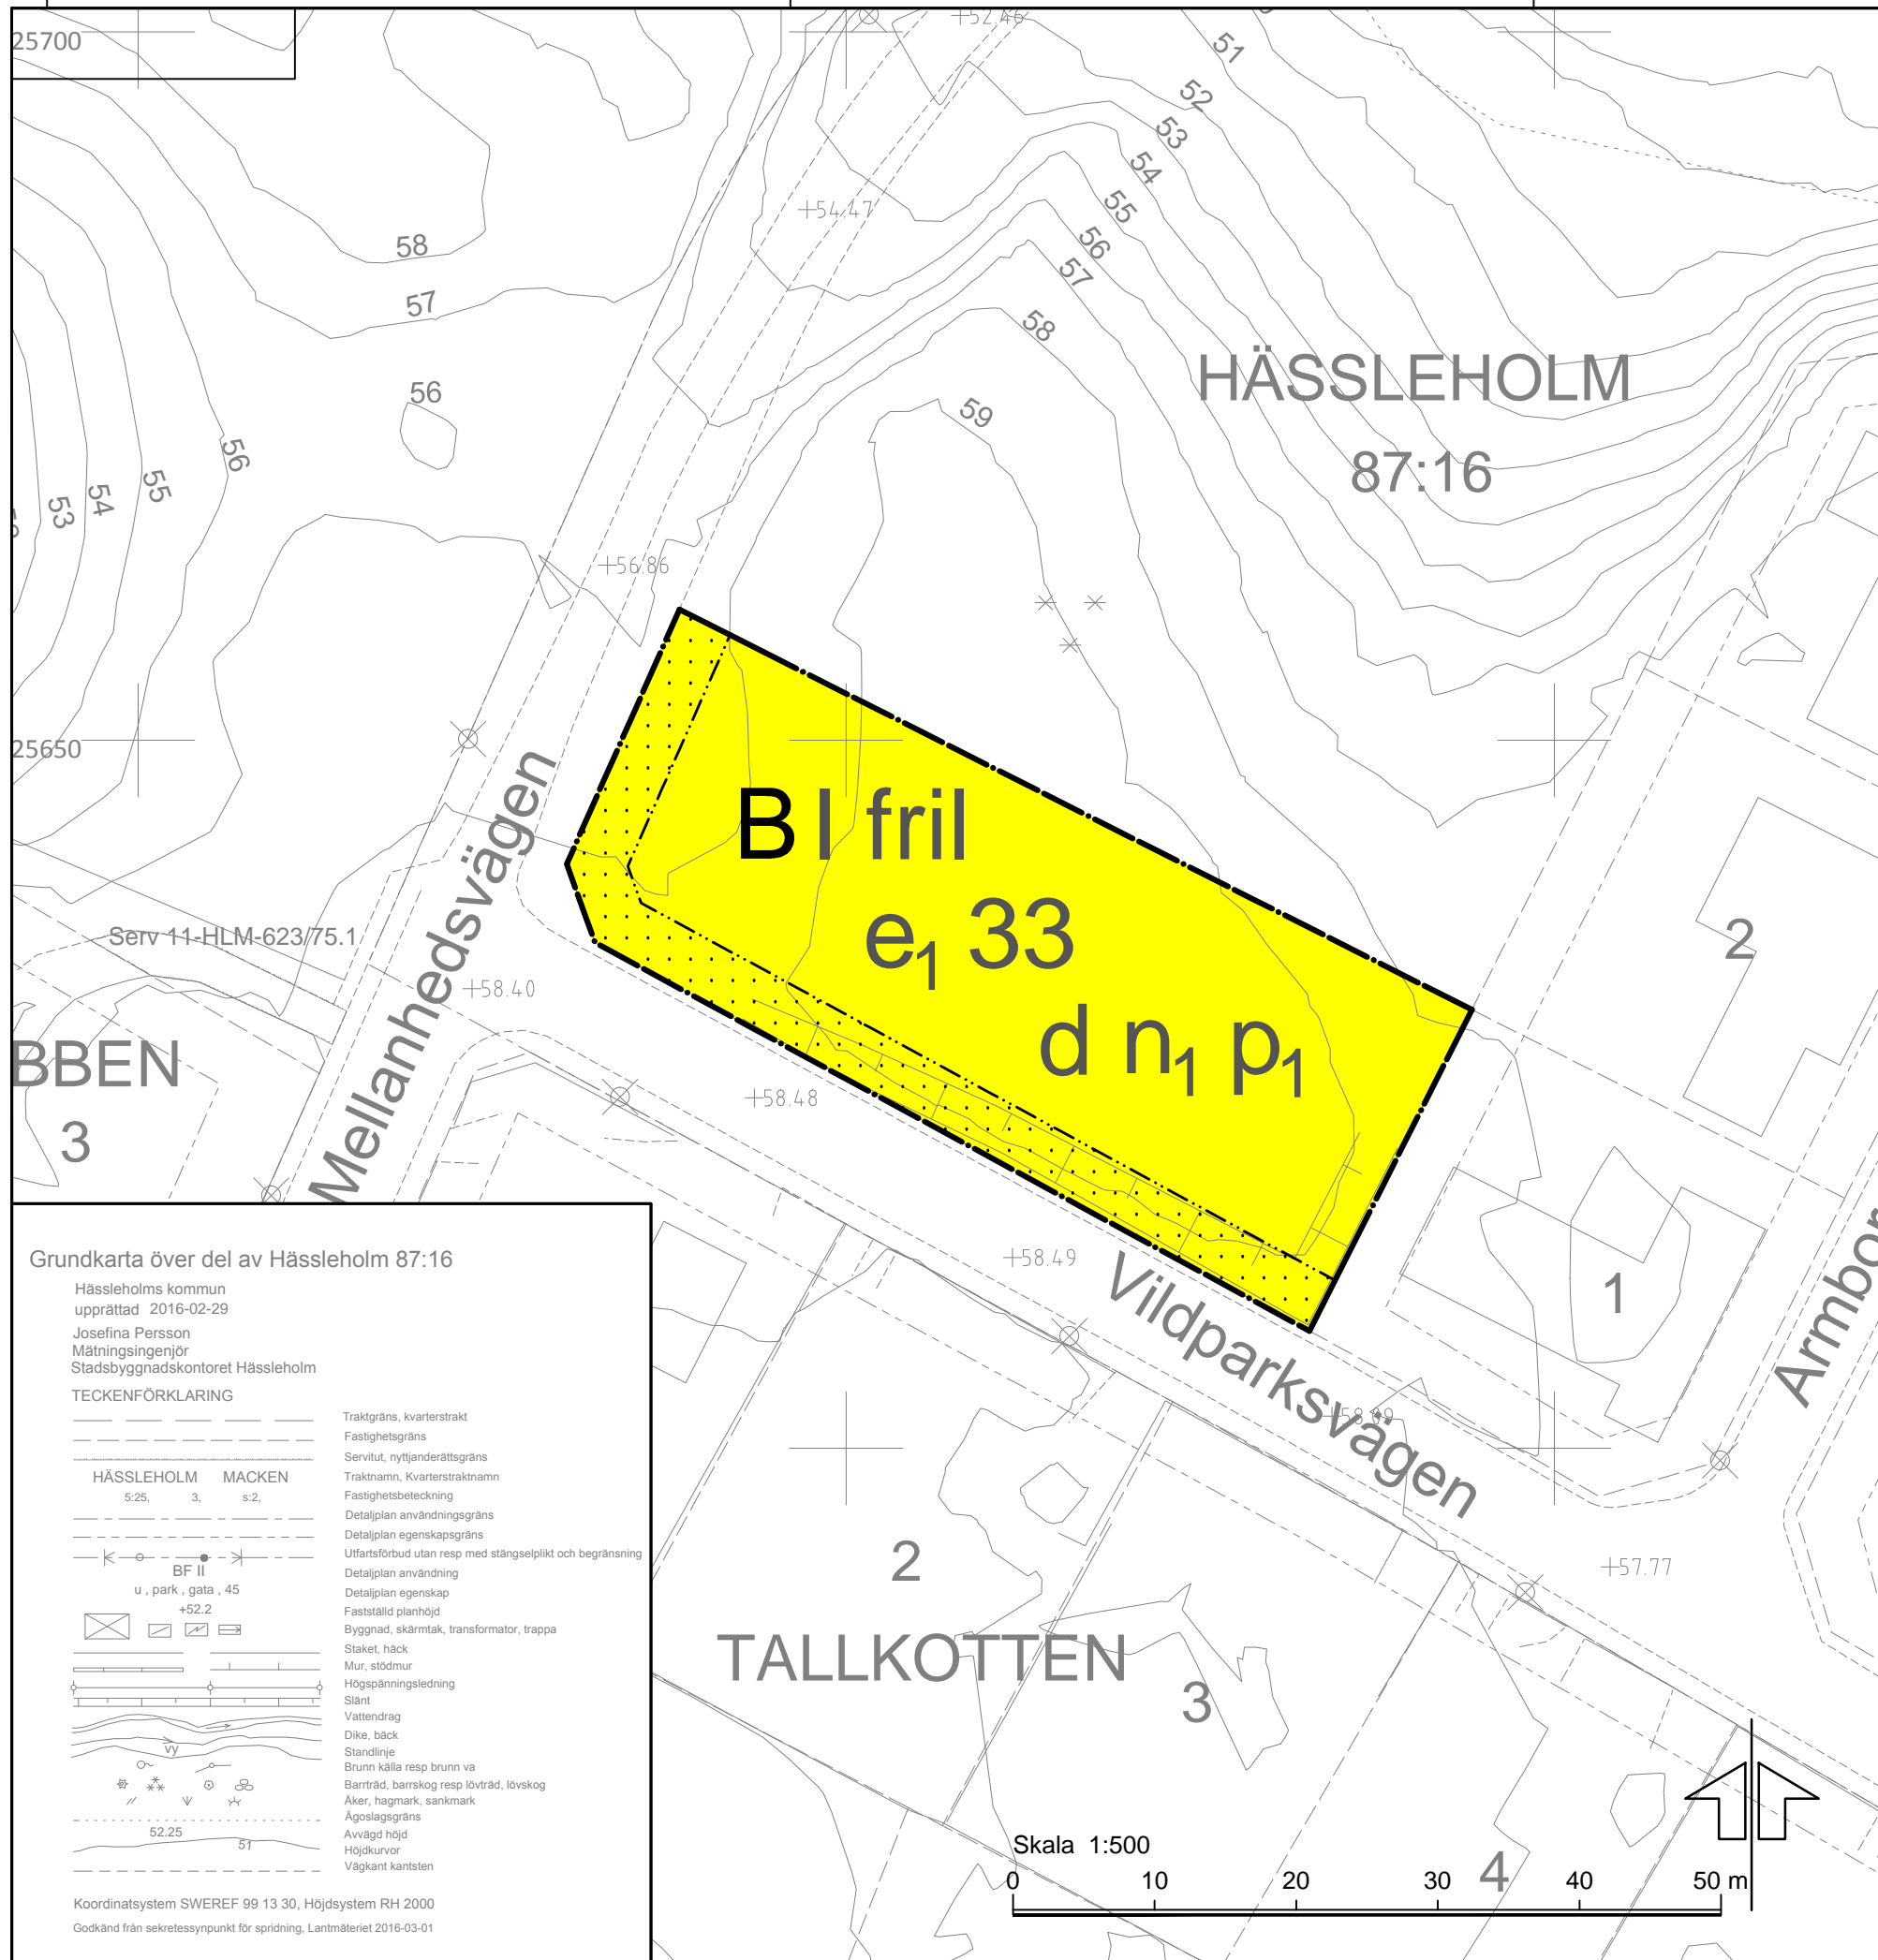 25700
+52.46
51
52
53
54
55
56
57
58
59
+54.47
58
57
56
56
55
54
53
HÄSSLEHOLM
87:16
+56.86
25650
Mellanhedsvägen
B I fril
e1 33
d n1 p1
Serv 11-HLM-623/75.1
+58.40
2
BBEN
3
+58.48
+58.49
1
Vildparksvägen
+57.77
2
TALLKOTTEN
3
4
Grundkarta över del av Hässleholm 87:16
Hässleholms kommun
upprättad 2016-02-29
Josefina Persson
Mätningsingenjör
Stadsbyggnadskontoret Hässleholm
TECKENFÖRKLARING
Traktgräns, kvarterstrakt
Fastighetsgräns
Servitut, nyttjanderättsgräns
HÄSSLEHOLM MACKEN Traktnamn, Kvarterstraktnamn
5:25, 3, s:2, Fastighetsbeteckning
Detaljplan användningsgräns
Detaljplan egenskapsgräns
Utfartsförbud utan resp med stängselplikt och begränsning
BF II Detaljplan användning
u , park , gata , 45 Detaljplan egenskap
+52.2 Fastställd planhöjd
Byggnad, skärmtak, transformator, trappa
Staket, häck
Mur, stödmur
Högspänningsledning
Slänt
Vattendrag
Dike, bäck
vy Standlinje
Brunn källa resp brunn va
Barrträd, barrskog resp lövträd, lövskog
Åker, hagmark, sankmark
Ägoslagsgräns
52.25 Avvägd höjd
51 Höjdkurvor
Vägkant kantsten
Koordinatsystem SWEREF 99 13 30, Höjdsystem RH 2000
Godkänd från sekretessynpunkt för spridning, Lantmäteriet 2016-03-01
Skala 1:500
0 10 20 30 40 50 m